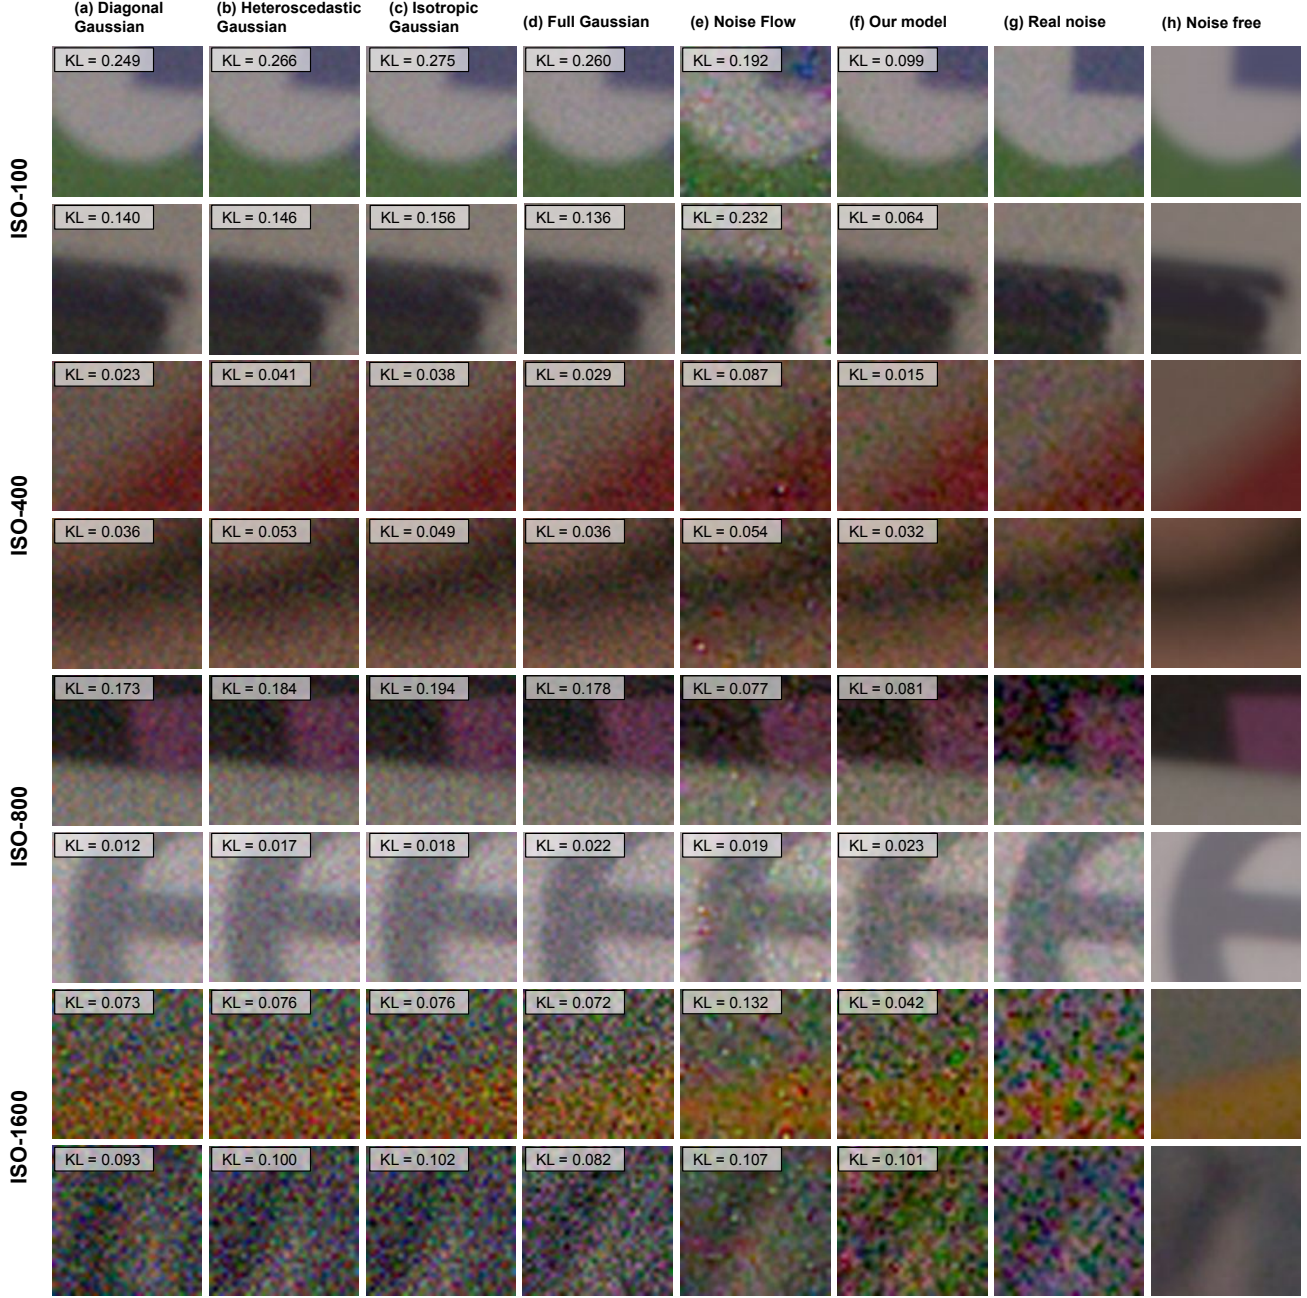 (a) Diagonal Gaussian
(b) Heteroscedastic Gaussian
(c) Isotropic Gaussian
(d) Full Gaussian
(e) Noise Flow
(f) Our model
(g) Real noise
(h) Noise free
ISO-100
KL = 0.249
KL = 0.266
KL = 0.275
KL = 0.260
KL = 0.192
KL = 0.099
KL = 0.140
KL = 0.146
KL = 0.156
KL = 0.136
KL = 0.232
KL = 0.064
ISO-400
KL = 0.023
KL = 0.041
KL = 0.038
KL = 0.029
KL = 0.087
KL = 0.015
KL = 0.036
KL = 0.053
KL = 0.049
KL = 0.036
KL = 0.054
KL = 0.032
ISO-800
KL = 0.173
KL = 0.184
KL = 0.194
KL = 0.178
KL = 0.077
KL = 0.081
KL = 0.012
KL = 0.017
KL = 0.018
KL = 0.022
KL = 0.019
KL = 0.023
ISO-1600
KL = 0.073
KL = 0.076
KL = 0.076
KL = 0.072
KL = 0.132
KL = 0.042
KL = 0.093
KL = 0.100
KL = 0.102
KL = 0.082
KL = 0.107
KL = 0.101